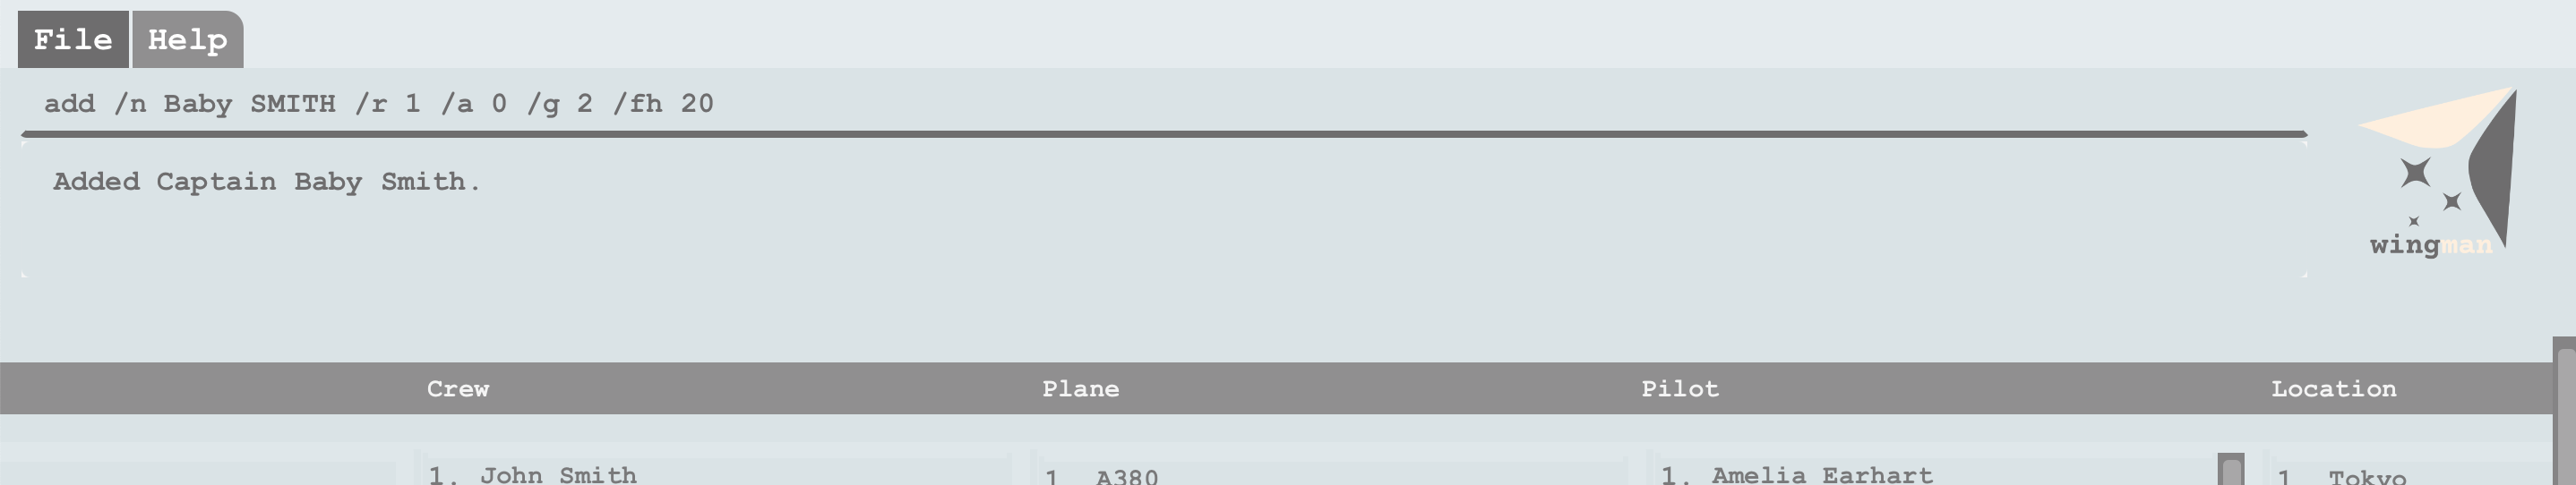 File Help
add /n Baby SMITH /r 1 /a 0 /g 2 /fh 20
Added Captain Baby Smith.
wingman
Crew Plane Pilot Location
1. John Smith 1 A380 1. Amelia Earhart 1 Tokyo